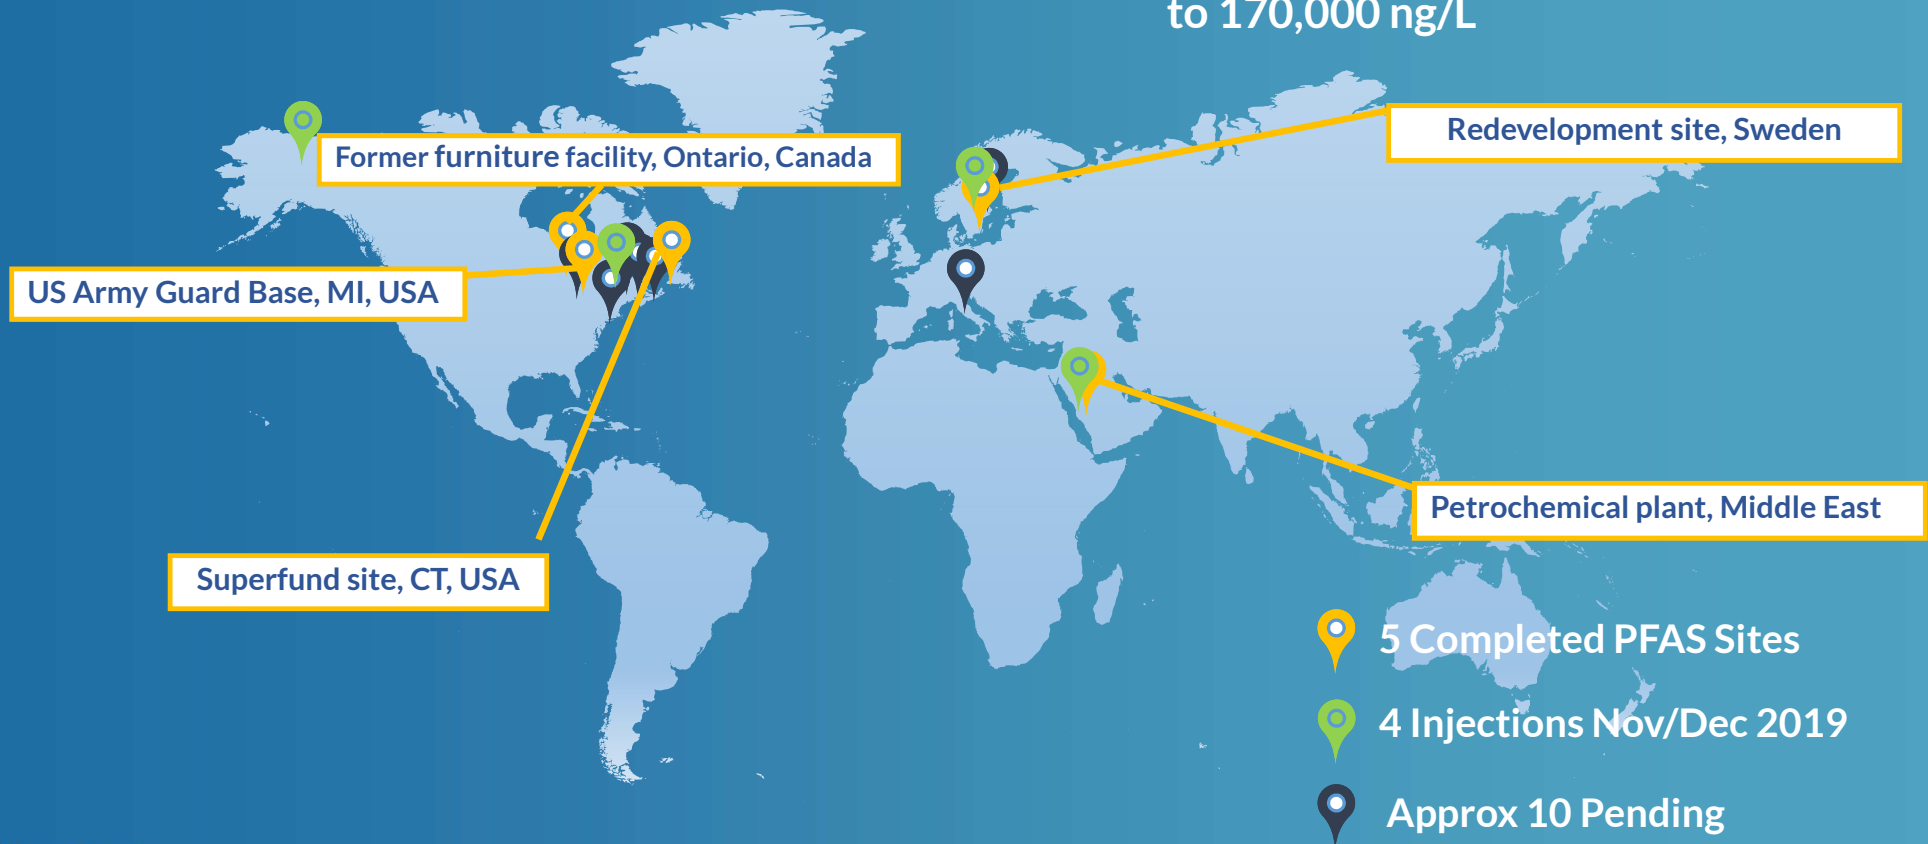 to 170,000 ng/L
Redevelopment site, Sweden
Former furniture facility, Ontario, Canada
US Army Guard Base, MI, USA
Petrochemical plant, Middle East
Superfund site, CT, USA
5 Completed PFAS Sites
4 Injections Nov/Dec 2019
Approx 10 Pending